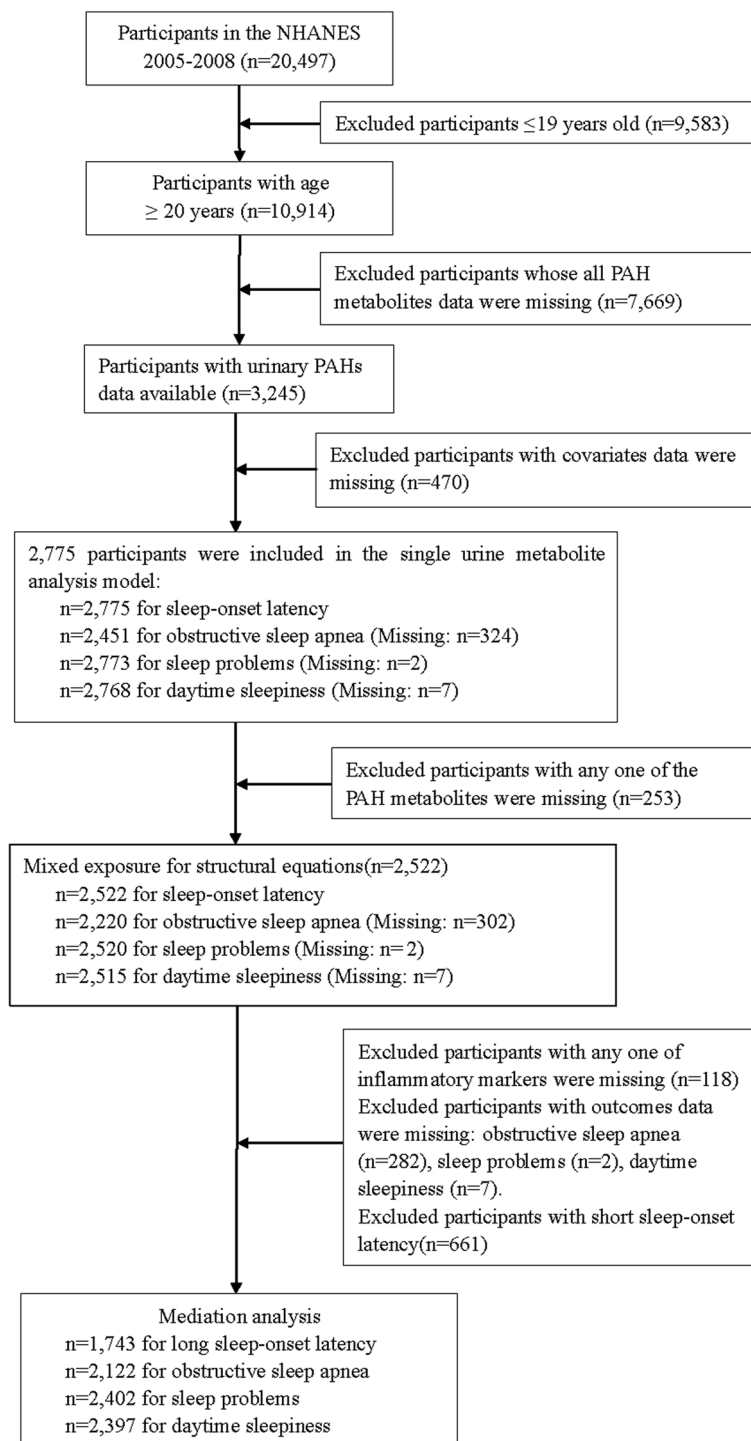 Participants in the NHANES
2005-2008 (n=20,497)
Excluded participants ≤19 years old (n=9,583)
Participants with age
≥ 20 years (n=10,914)
Excluded participants whose all PAH
metabolites data were missing (n=7,669)
Participants with urinary PAHs
data available (n=3,245)
Excluded participants with covariates data were
missing (n=470)
2,775 participants were included in the single urine metabolite
analysis model:
n=2,775 for sleep-onset latency
n=2,451 for obstructive sleep apnea (Missing: n=324)
n=2,773 for sleep problems (Missing: n=2)
n=2,768 for daytime sleepiness (Missing: n=7)
Excluded participants with any one of the
PAH metabolites were missing (n=253)
Mixed exposure for structural equations(n=2,522)
n=2,522 for sleep-onset latency
n=2,220 for obstructive sleep apnea (Missing: n=302)
n=2,520 for sleep problems (Missing: n= 2)
n=2,515 for daytime sleepiness (Missing: n=7)
Excluded participants with any one of
inflammatory markers were missing (n=118)
Excluded participants with outcomes data
were missing: obstructive sleep apnea
(n=282), sleep problems (n=2), daytime
sleepiness (n=7).
Excluded participants with short sleep-onset
latency(n=661)
Mediation analysis
n=1,743 for long sleep-onset latency
n=2,122 for obstructive sleep apnea
n=2,402 for sleep problems
n=2,397 for daytime sleepiness